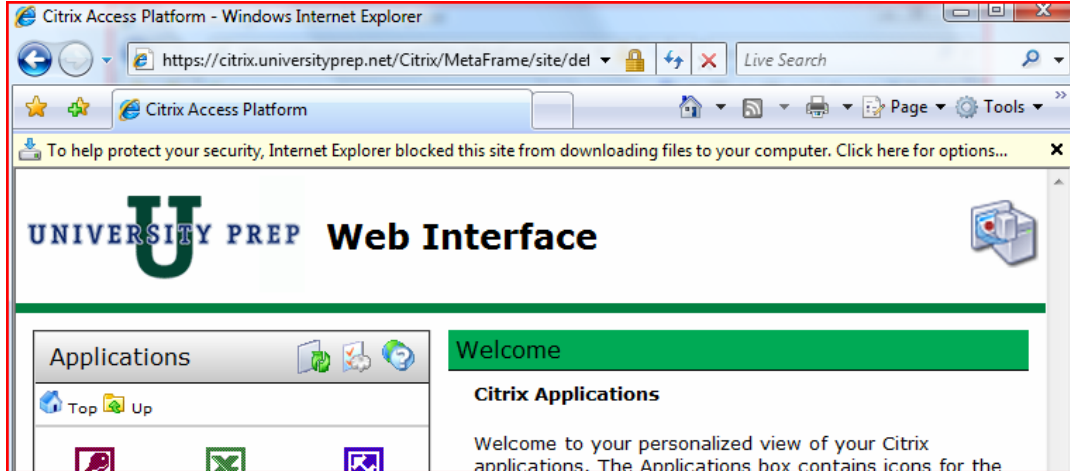 Citrix Access Platform - Windows Internet Explorer
https://citrix.universityprep.net/Citrix/MetaFrame/site/def
Live Search
Citrix Access Platform
Page
Tools
To help protect your security, Internet Explorer blocked this site from downloading files to your computer. Click here for options...
UNIVERSITY PREP
Web Interface
Applications
Welcome
Top
Up
Citrix Applications
Welcome to your personalized view of your Citrix
applications. The Applications box contains icons for the